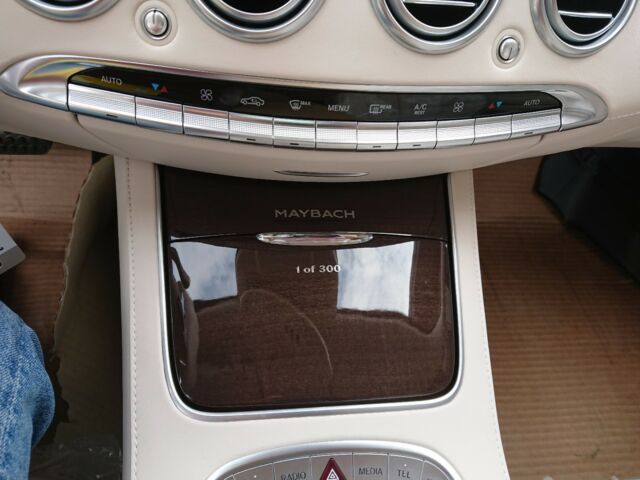 AUTO MAX MENU REAR A/C REST AUTO
MAYBACH
1 of 300
RADIO MEDIA TEL